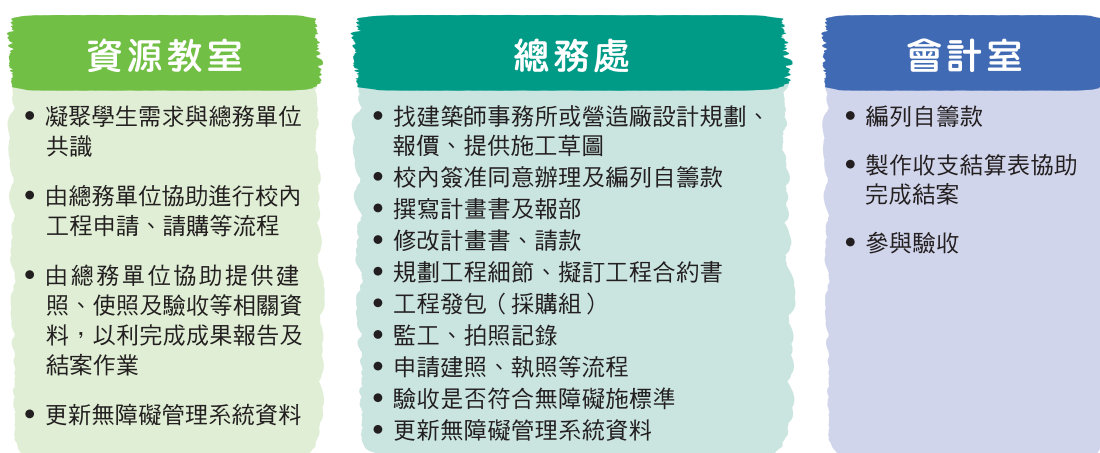 資源教室
• 凝聚學生需求與總務單位
共識
• 由總務單位協助進行校內
工程申請、請購等流程
• 由總務單位協助提供建
照、使照及驗收等相關資
料，以利完成成果報告及
結案作業
• 更新無障礙管理系統資料
總務處
• 找建築師事務所或營造廠設計規劃、
報價、提供施工草圖
• 校內簽准同意辦理及編列自籌款
• 撰寫計畫書及報部
• 修改計畫書、請款
• 規劃工程細節、擬訂工程合約書
• 工程發包（採購組）
• 監工、拍照記錄
• 申請建照、執照等流程
• 驗收是否符合無障礙施標準
• 更新無障礙管理系統資料
會計室
• 編列自籌款
• 製作收支結算表協助
完成結案
• 參與驗收